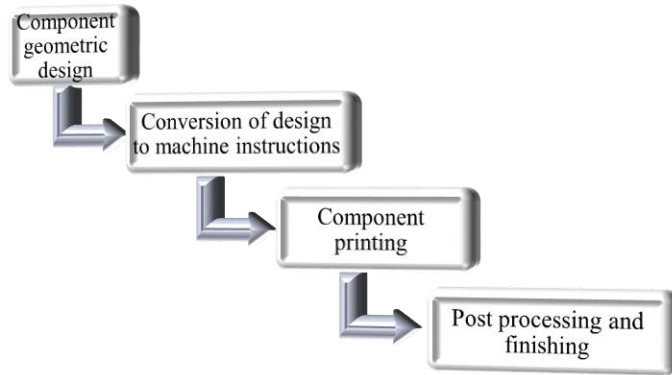 Component
geometric
design
Conversion of design
to machine instructions
Component
printing
Post processing and
finishing